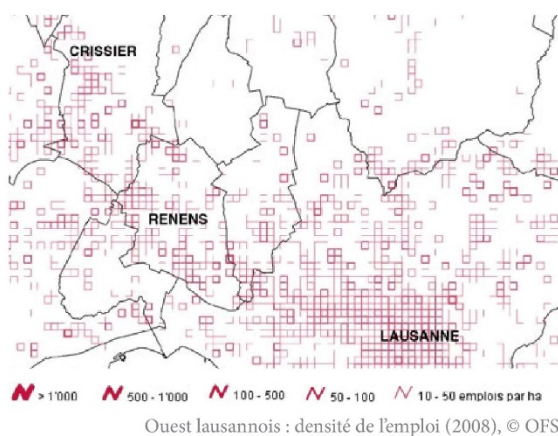 CRISSIER
RENENS
LAUSANNE
> 1'000 500 - 1'000 100 - 500 50 - 100 10 - 50 emplois par ha
Ouest lausannois : densité de l'emploi (2008), © OFS